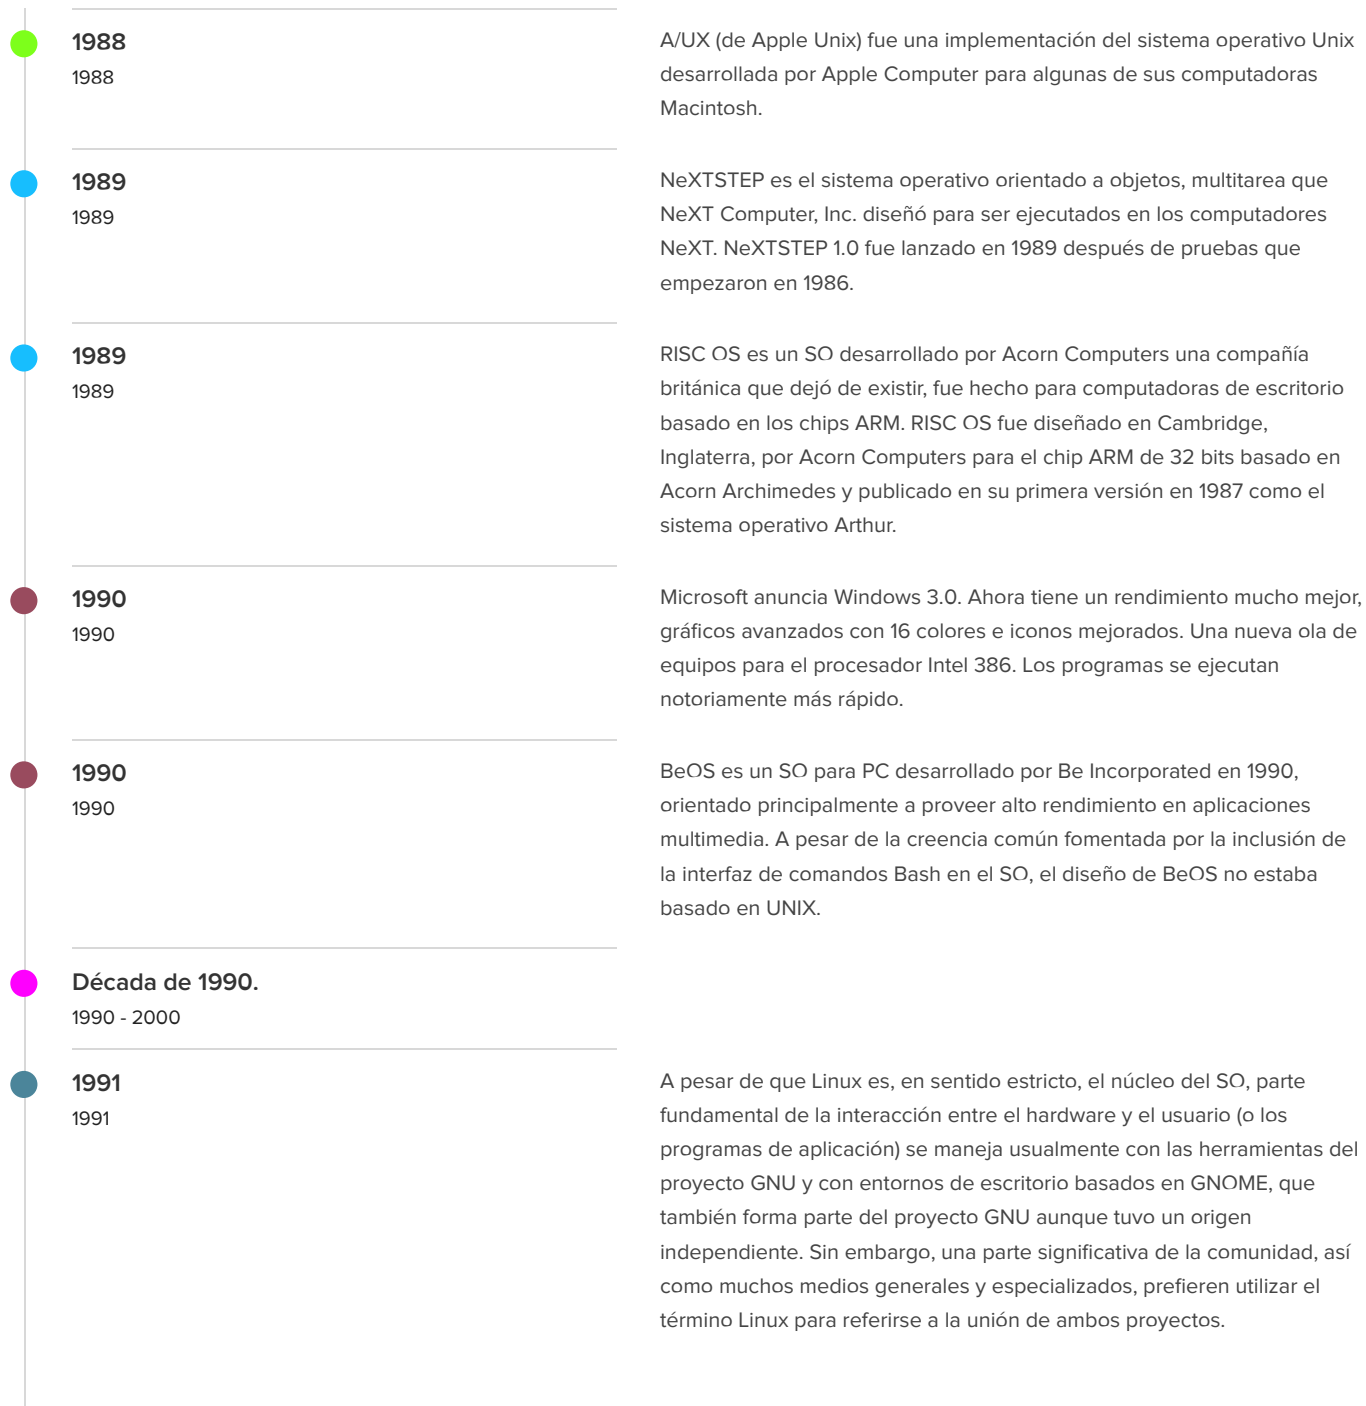 1988
1988
A/UX (de Apple Unix) fue una implementación del sistema operativo Unix
desarrollada por Apple Computer para algunas de sus computadoras
Macintosh.
1989
1989
NeXTSTEP es el sistema operativo orientado a objetos, multitarea que
NeXT Computer, Inc. diseñó para ser ejecutados en los computadores
NeXT. NeXTSTEP 1.0 fue lanzado en 1989 después de pruebas que
empezaron en 1986.
1989
1989
RISC OS es un SO desarrollado por Acorn Computers una compañía
británica que dejó de existir, fue hecho para computadoras de escritorio
basado en los chips ARM. RISC OS fue diseñado en Cambridge,
Inglaterra, por Acorn Computers para el chip ARM de 32 bits basado en
Acorn Archimedes y publicado en su primera versión en 1987 como el
sistema operativo Arthur.
1990
1990
Microsoft anuncia Windows 3.0. Ahora tiene un rendimiento mucho mejor,
gráficos avanzados con 16 colores e iconos mejorados. Una nueva ola de
equipos para el procesador Intel 386. Los programas se ejecutan
notoriamente más rápido.
1990
1990
BeOS es un SO para PC desarrollado por Be Incorporated en 1990,
orientado principalmente a proveer alto rendimiento en aplicaciones
multimedia. A pesar de la creencia común fomentada por la inclusión de
la interfaz de comandos Bash en el SO, el diseño de BeOS no estaba
basado en UNIX.
Década de 1990.
1990 - 2000
1991
1991
A pesar de que Linux es, en sentido estricto, el núcleo del SO, parte
fundamental de la interacción entre el hardware y el usuario (o los
programas de aplicación) se maneja usualmente con las herramientas del
proyecto GNU y con entornos de escritorio basados en GNOME, que
también forma parte del proyecto GNU aunque tuvo un origen
independiente. Sin embargo, una parte significativa de la comunidad, así
como muchos medios generales y especializados, prefieren utilizar el
término Linux para referirse a la unión de ambos proyectos.